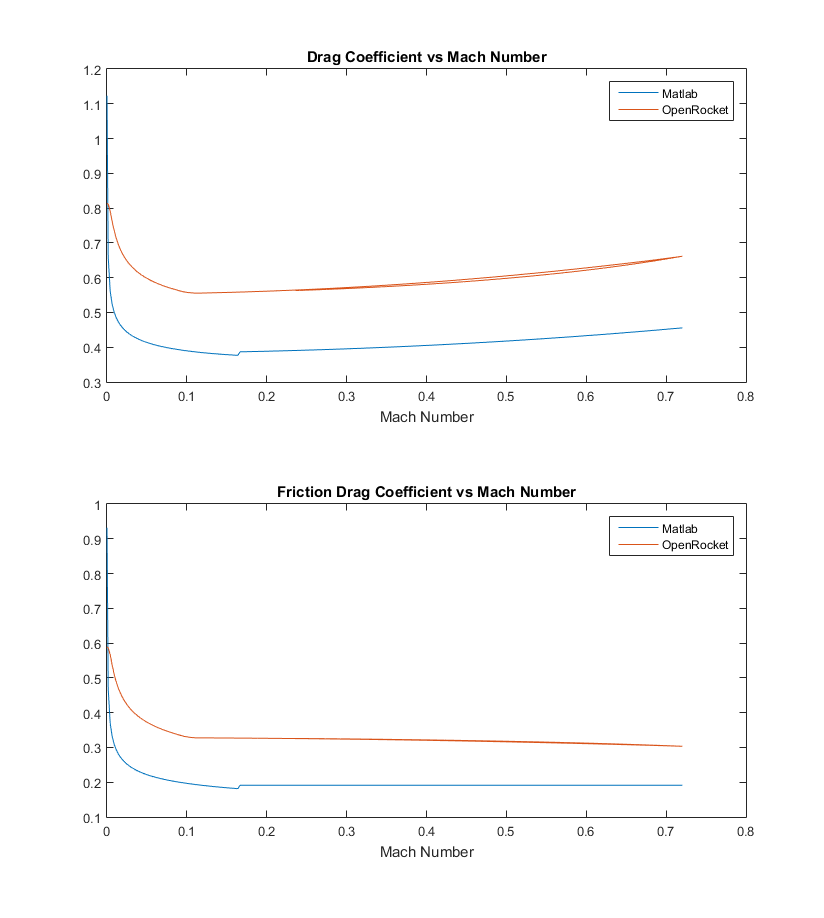 Drag Coefficient vs Mach Number
1.2
1.1
1
0.9
0.8
0.7
0.6
0.5
0.4
0.3
Matlab
OpenRocket
0 0.1 0.2 0.3 0.4 0.5 0.6 0.7 0.8
Mach Number
Friction Drag Coefficient vs Mach Number
1
0.9
0.8
0.7
0.6
0.5
0.4
0.3
0.2
0.1
Matlab
OpenRocket
0 0.1 0.2 0.3 0.4 0.5 0.6 0.7 0.8
Mach Number